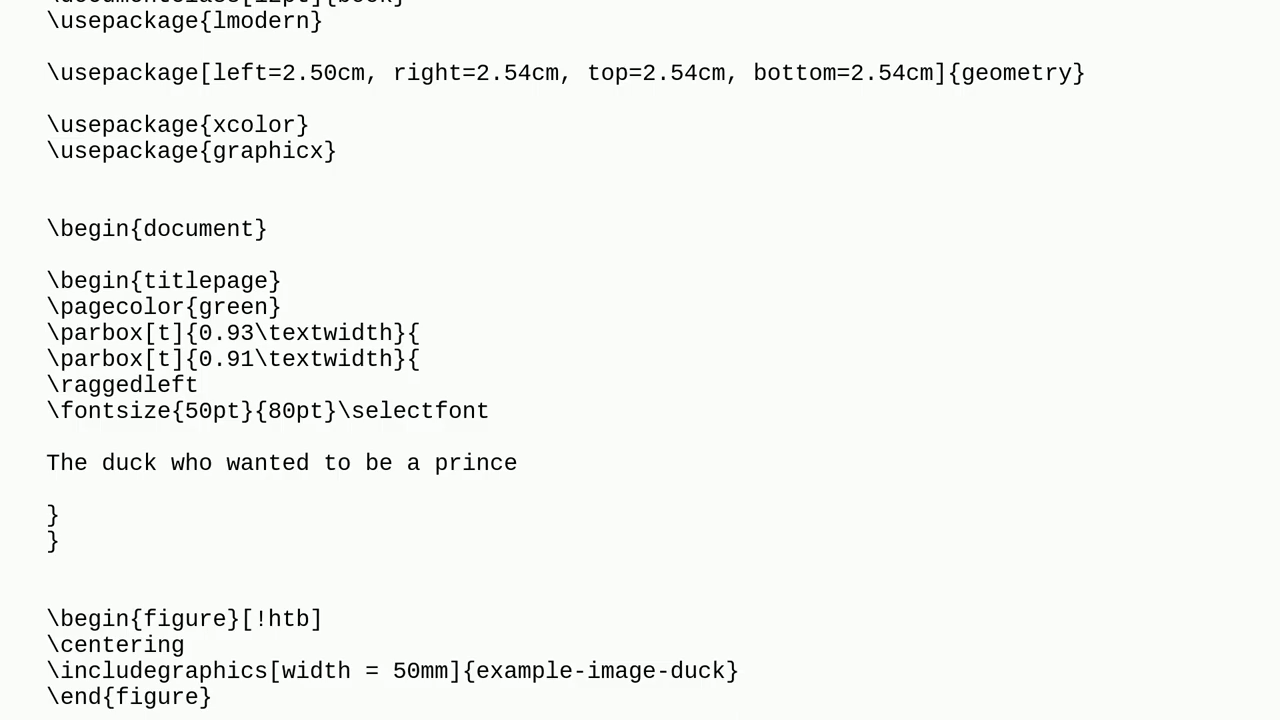 \usepackage{lmodern}
\usepackage[left=2.50cm, right=2.54cm, top=2.54cm, bottom=2.54cm]{geometry}
\usepackage{xcolor}
\usepackage{graphicx}
\begin{document}
\begin{titlepage}
\pagecolor{green}
\parbox[t]{0.93\textwidth}{
\parbox[t]{0.91\textwidth}{
\raggedleft
\fontsize{50pt}{80pt}\selectfont
The duck who wanted to be a prince
}
}
\begin{figure}[!htb]
\centering
\includegraphics[width = 50mm]{example-image-duck}
\end{figure}